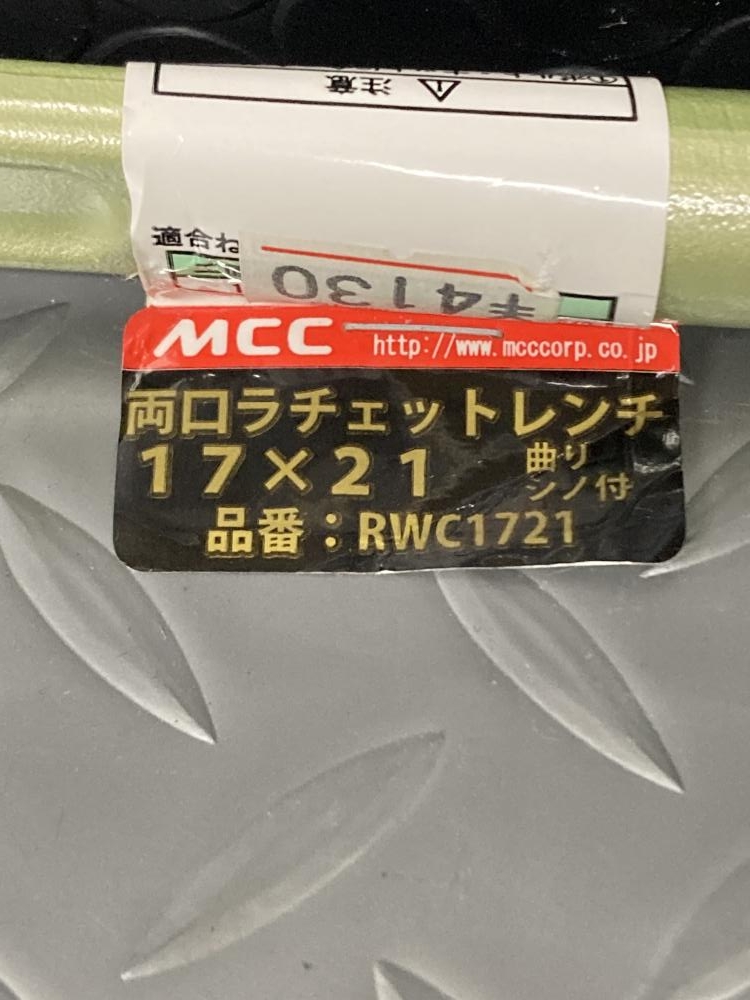 注意
適合ね
¥4130
MCC http://www.mcccorp.co.jp
両口ラチェットレンチ
17×21 曲り
シノ付
品番：RWC1721